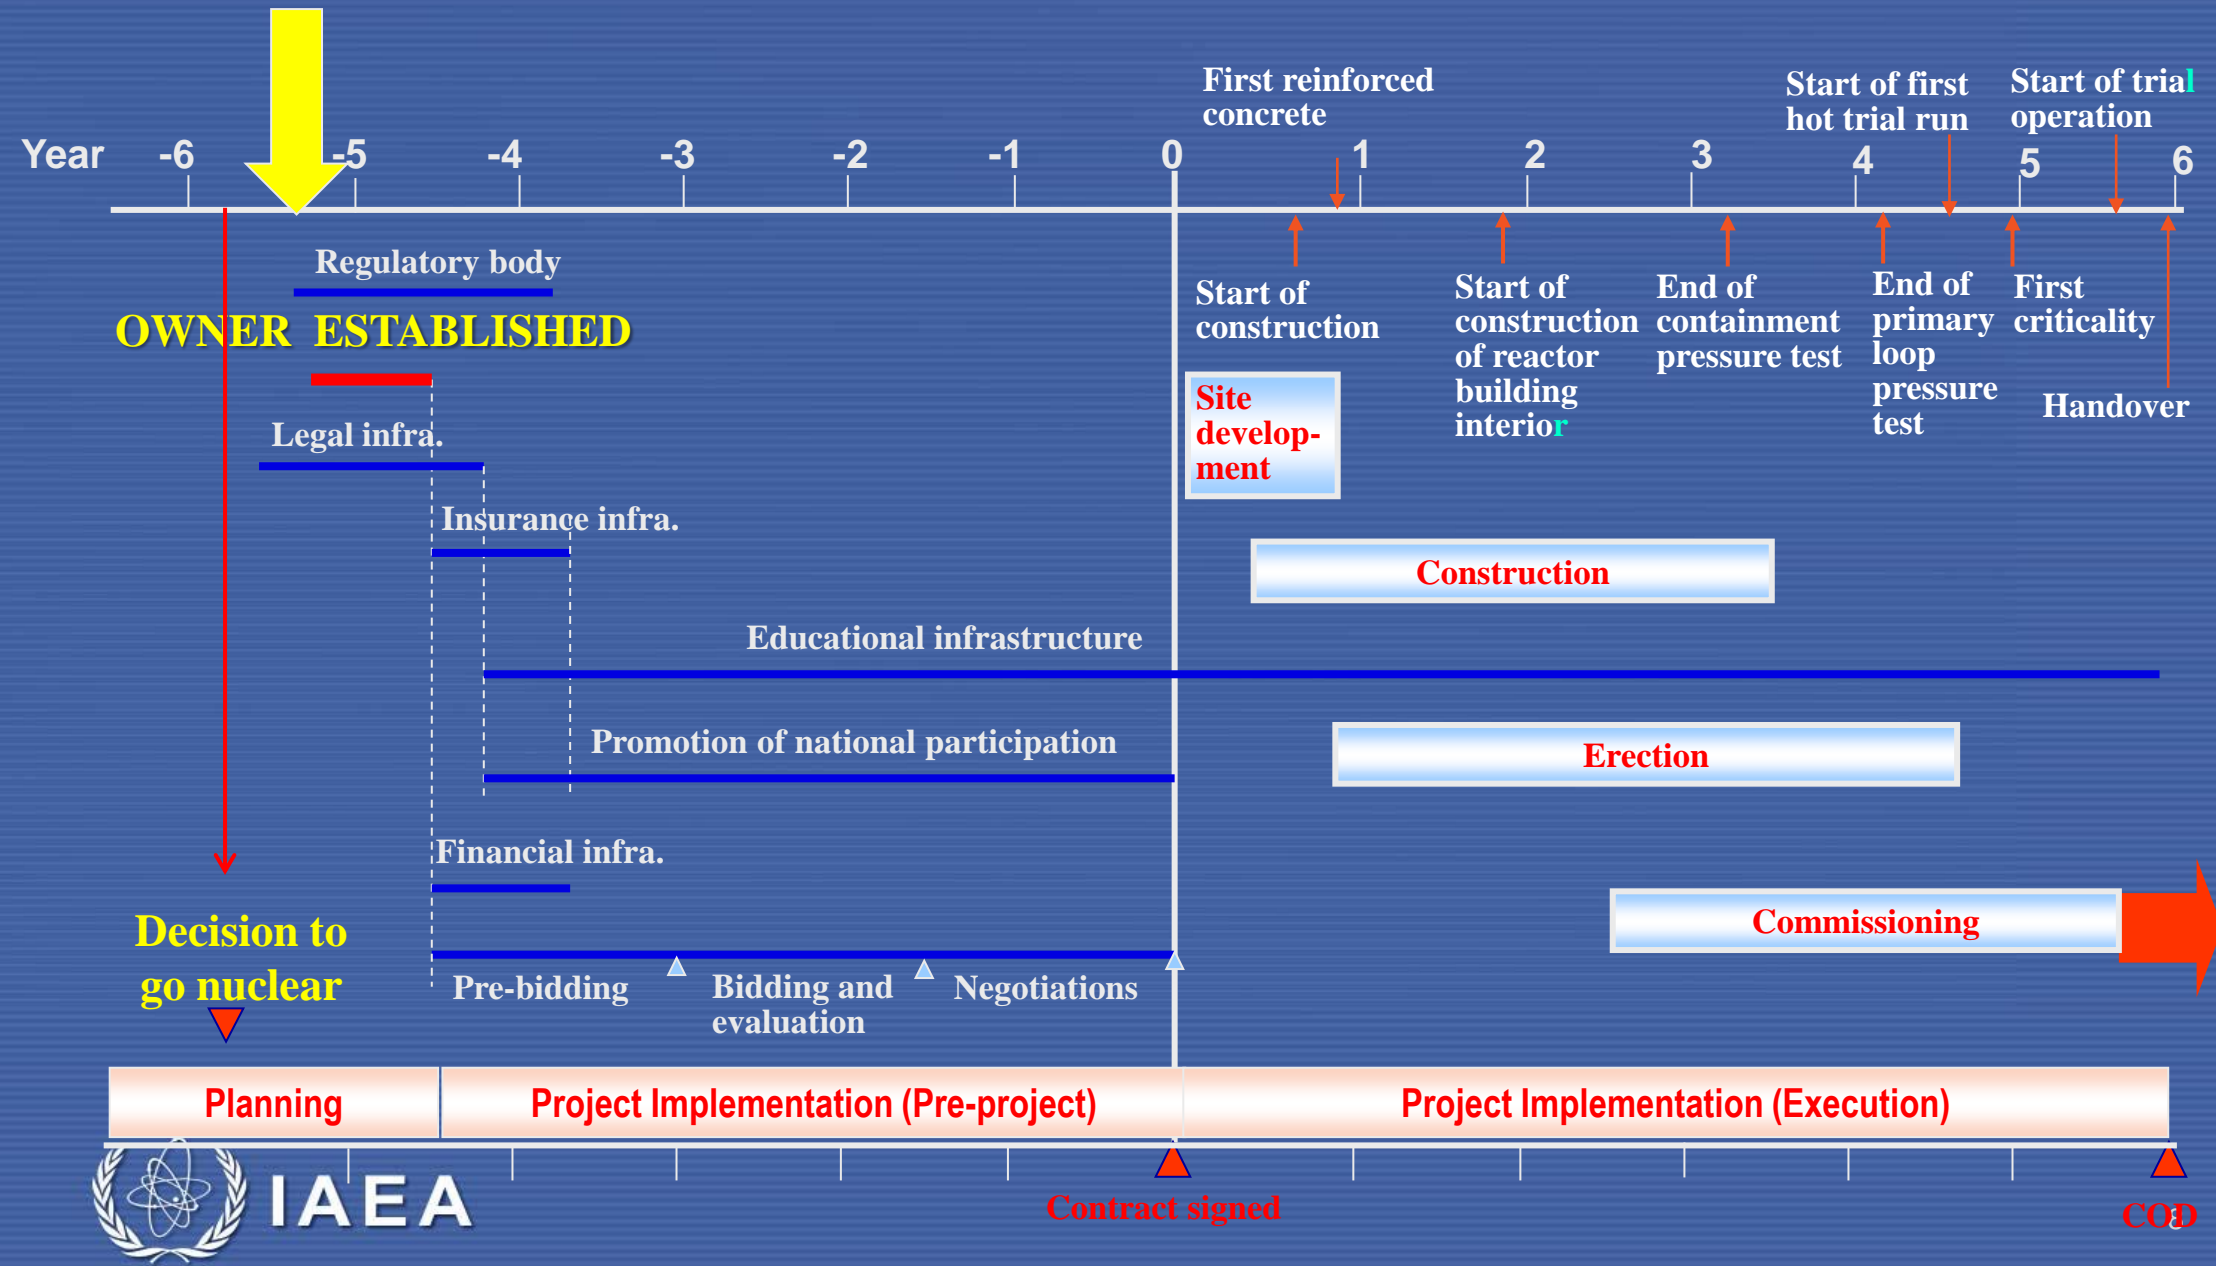 First reinforced
concrete
Start of first
hot trial run
Start of trial
operation
Year -6 -5 -4 -3 -2 -1 0 1 2 3 4 5 6
Regulatory body
OWNER ESTABLISHED
Start of
construction
Start of
construction
of reactor
building
interior
End of
containment
pressure test
End of
primary
loop
pressure
test
First
criticality
Handover
Site
develop-
ment
Legal infra.
Insurance infra.
Construction
Educational infrastructure
Promotion of national participation
Erection
Financial infra.
Commissioning
Decision to
go nuclear
Pre-bidding
Bidding and
evaluation
Negotiations
Planning
Project Implementation (Pre-project)
Project Implementation (Execution)
IAEA
Contract signed
COD
8